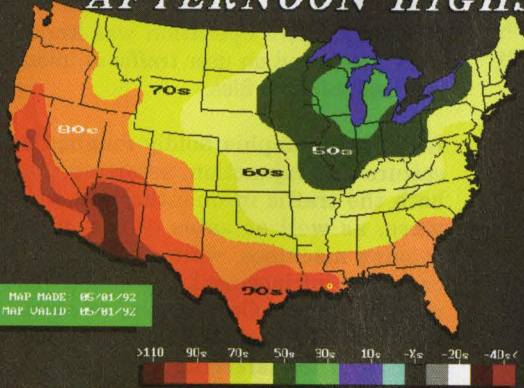 AFTERNOON HIGHS
70s
80s
50s
60s
90s
MAP MADE: 05/01/92
MAP VALID: 05/01/92
>110 90s 70s 50s 30s 10s -Xs -20s -40s<